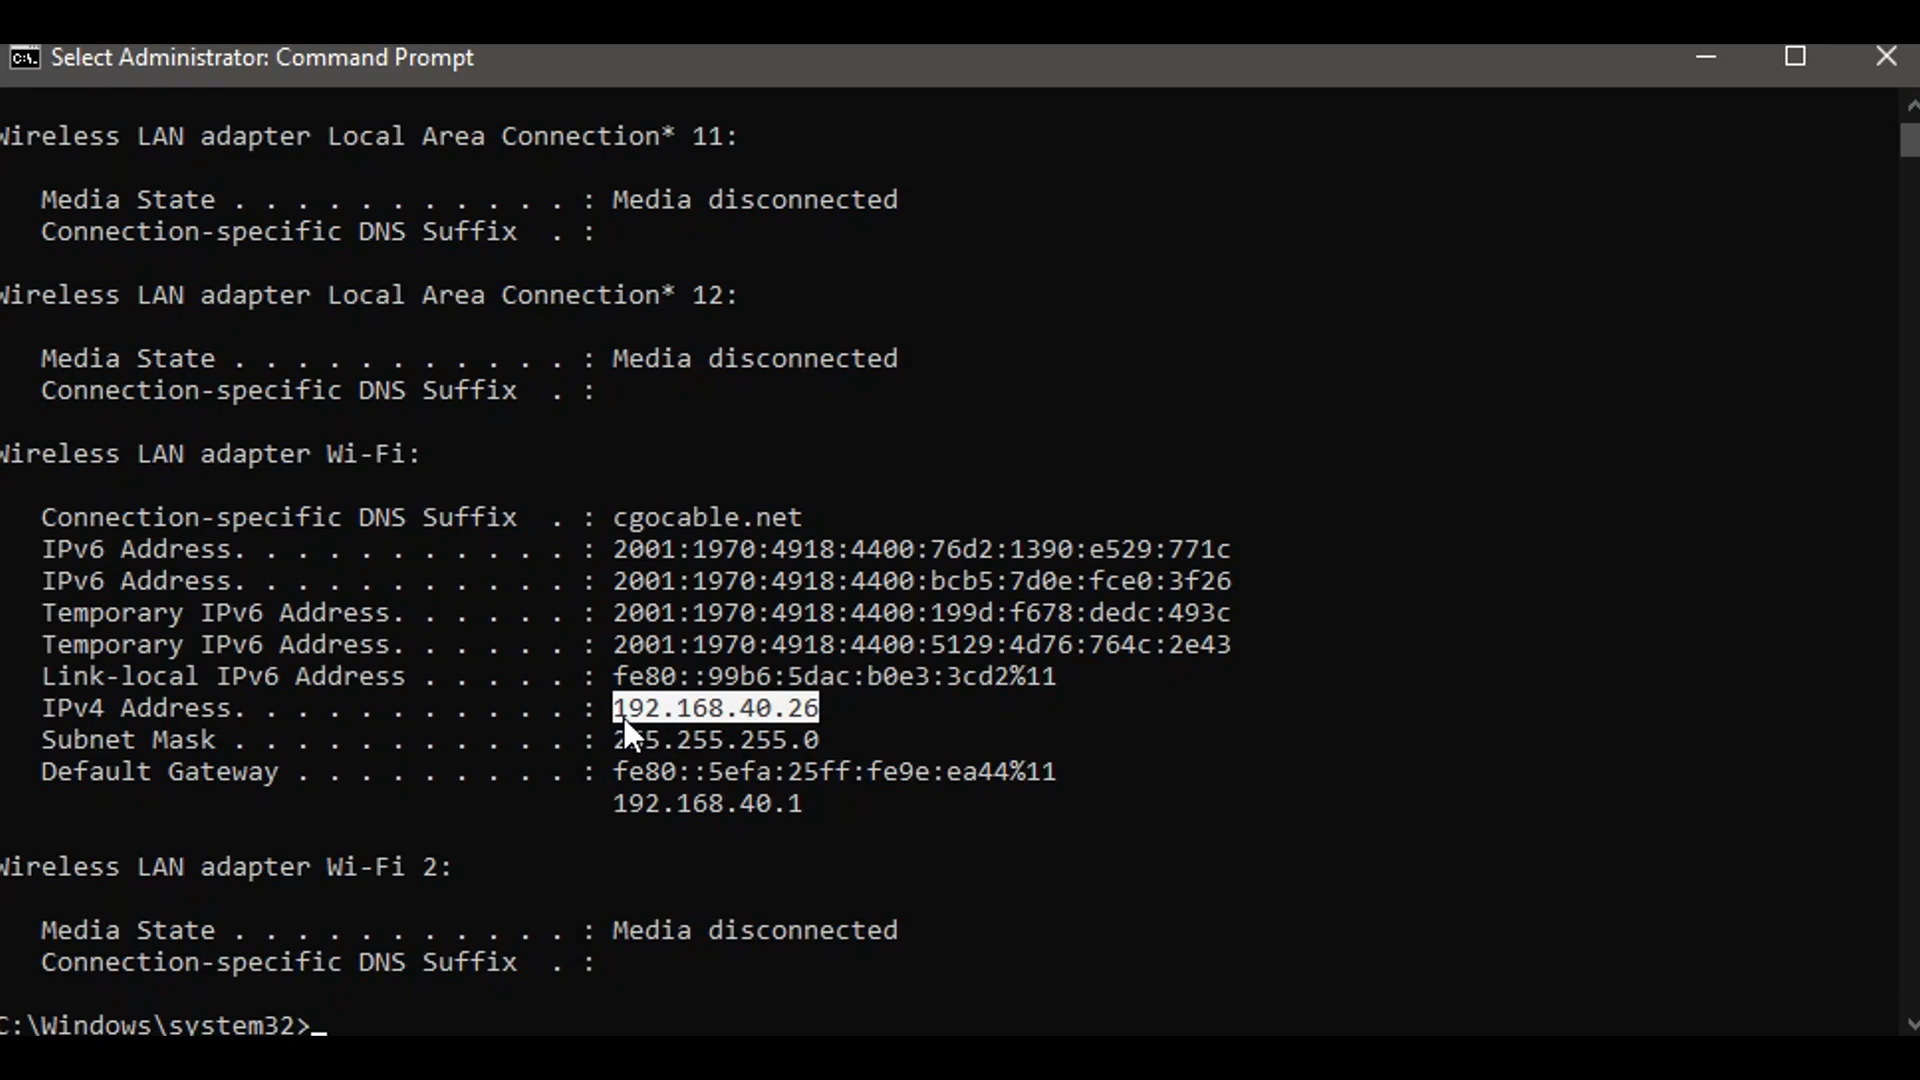 Select Administrator: Command Prompt
Wireless LAN adapter Local Area Connection* 11:
Media State . . . . . . . . . . . : Media disconnected
Connection-specific DNS Suffix  . :
Wireless LAN adapter Local Area Connection* 12:
Media State . . . . . . . . . . . : Media disconnected
Connection-specific DNS Suffix  . :
Wireless LAN adapter Wi-Fi:
Connection-specific DNS Suffix  . : cgocable.net
IPv6 Address. . . . . . . . . . . : 2001:1970:4918:4400:76d2:1390:e529:771c
IPv6 Address. . . . . . . . . . . : 2001:1970:4918:4400:bcb5:7d0e:fce0:3f26
Temporary IPv6 Address. . . . . . : 2001:1970:4918:4400:199d:f678:dedc:493c
Temporary IPv6 Address. . . . . . : 2001:1970:4918:4400:5129:4d76:764c:2e43
Link-local IPv6 Address . . . . . : fe80::99b6:5dac:b0e3:3cd2%11
IPv4 Address. . . . . . . . . . . : 192.168.40.26
Subnet Mask . . . . . . . . . . . : 255.255.255.0
Default Gateway . . . . . . . . . : fe80::5efa:25ff:fe9e:ea44%11
192.168.40.1
Wireless LAN adapter Wi-Fi 2:
Media State . . . . . . . . . . . : Media disconnected
Connection-specific DNS Suffix  . :
C:\Windows\system32>_